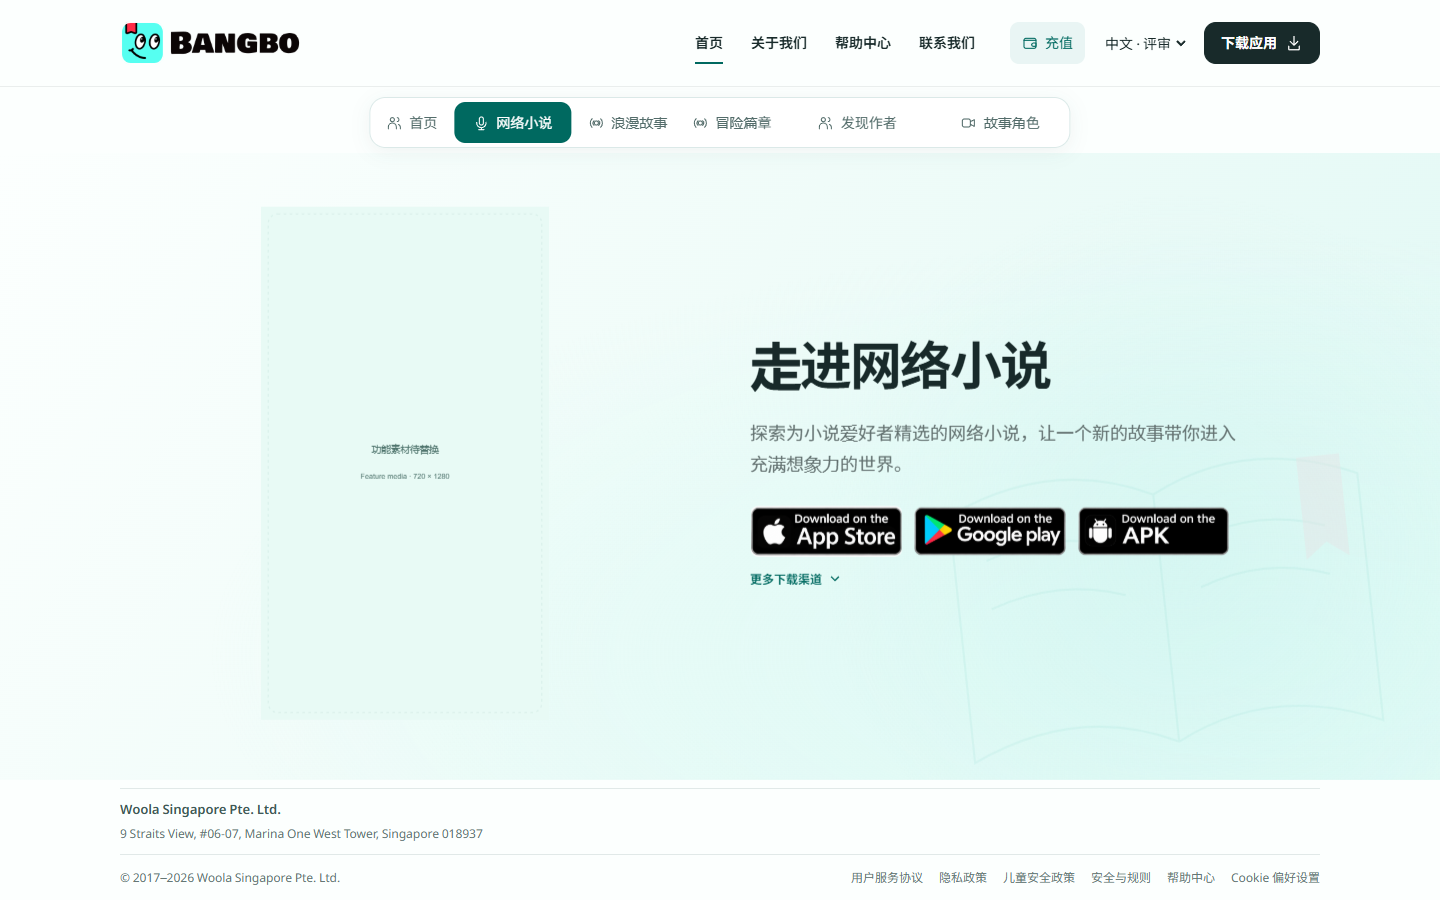 BANGBO
首页 关于我们 帮助中心 联系我们 充值 中文 · 评审 下载应用
首页 网络小说 浪漫故事 冒险篇章 发现作者 故事角色
功能素材待替换
Feature media · 720 × 1280
走进网络小说
探索为小说爱好者精选的网络小说，让一个新的故事带你进入
充满想象力的世界。
Download on the App Store
Download on the Google play
Download on the APK
更多下载渠道
Woola Singapore Pte. Ltd.
9 Straits View, #06-07, Marina One West Tower, Singapore 018937
© 2017–2026 Woola Singapore Pte. Ltd.
用户服务协议 隐私政策 儿童安全政策 安全与规则 帮助中心 Cookie 偏好设置